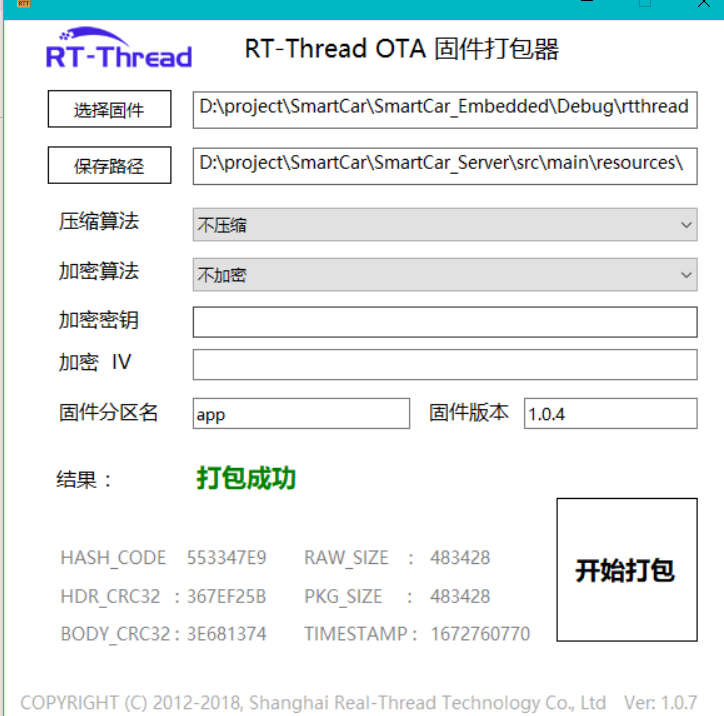 RTT
RT-Thread
RT-Thread OTA 固件打包器
选择固件 D:\project\SmartCar\SmartCar_Embedded\Debug\rtthread
保存路径 D:\project\SmartCar\SmartCar_Server\src\main\resources\
压缩算法 不压缩
加密算法 不加密
加密密钥
加密 IV
固件分区名 app 固件版本 1.0.4
结果： 打包成功
开始打包
HASH_CODE 553347E9 RAW_SIZE : 483428
HDR_CRC32 : 367EF25B PKG_SIZE : 483428
BODY_CRC32 : 3E681374 TIMESTAMP : 1672760770
COPYRIGHT (C) 2012-2018, Shanghai Real-Thread Technology Co., Ltd Ver: 1.0.7